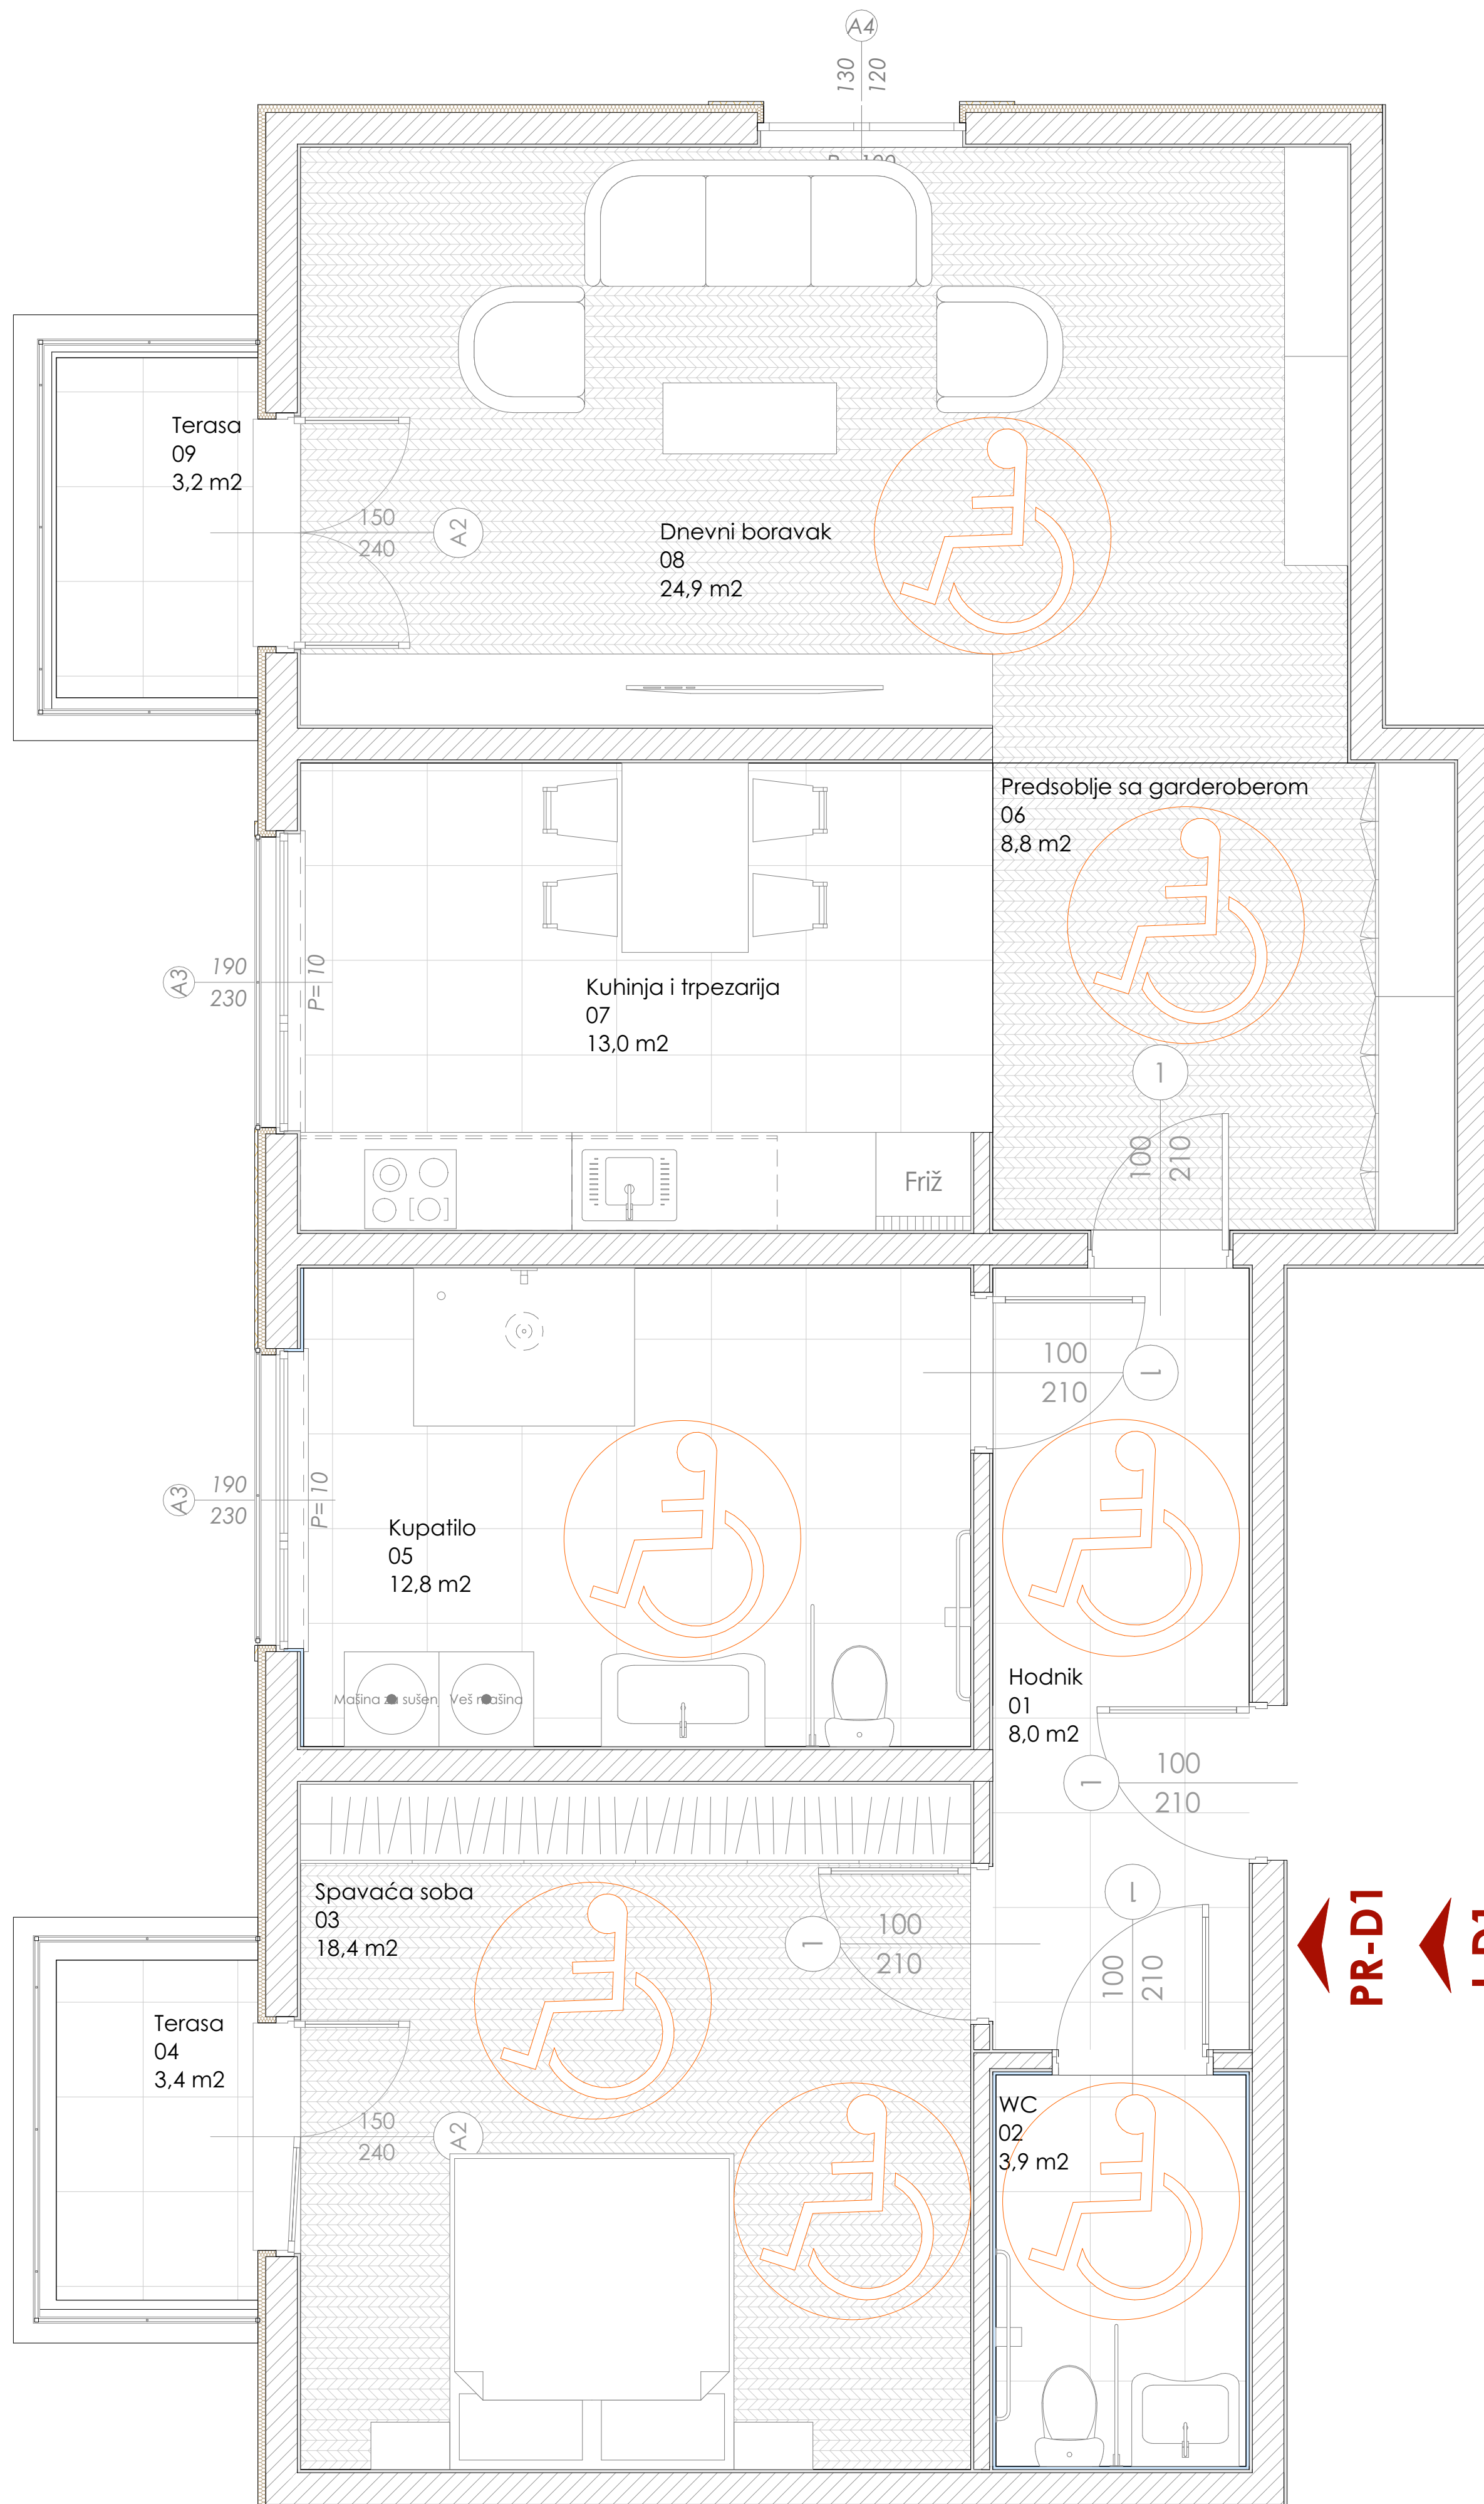 A4
130
120
Terasa
09
3,2 m2
150
240
A2
Dnevni boravak
08
24,9 m2
Predsoblje sa garderoberom
06
8,8 m2
A3
190
230
P= 10
Kuhinja i trpezarija
07
13,0 m2
1
100
210
Friž
100
210
1
A3
190
230
P= 10
Kupatilo
05
12,8 m2
Mašina za sušenj
Veš mašina
Hodnik
01
8,0 m2
1
100
210
Spavaća soba
03
18,4 m2
1
100
210
1
100
210
PR-D1
Terasa
04
3,4 m2
150
240
A2
WC
02
3,9 m2